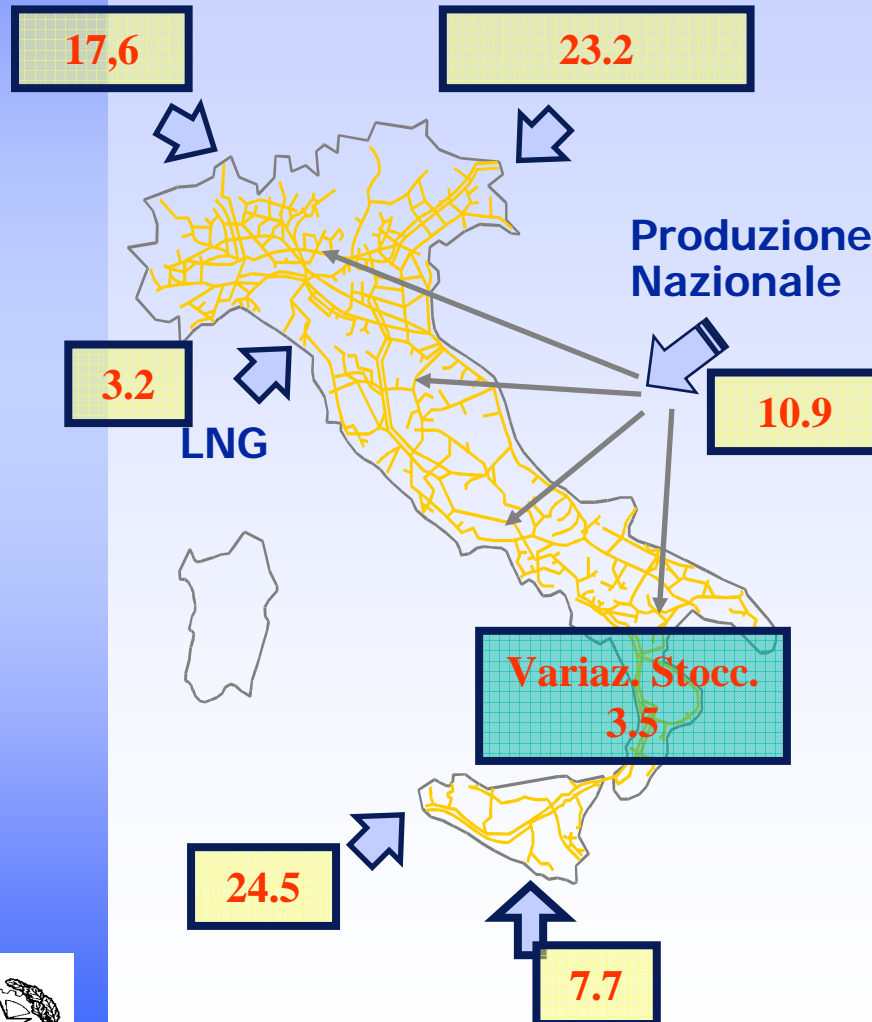 17,6
23.2
Produzione
Nazionale
3.2
10.9
LNG
Variaz. Stocc.
3.5
24.5
7.7